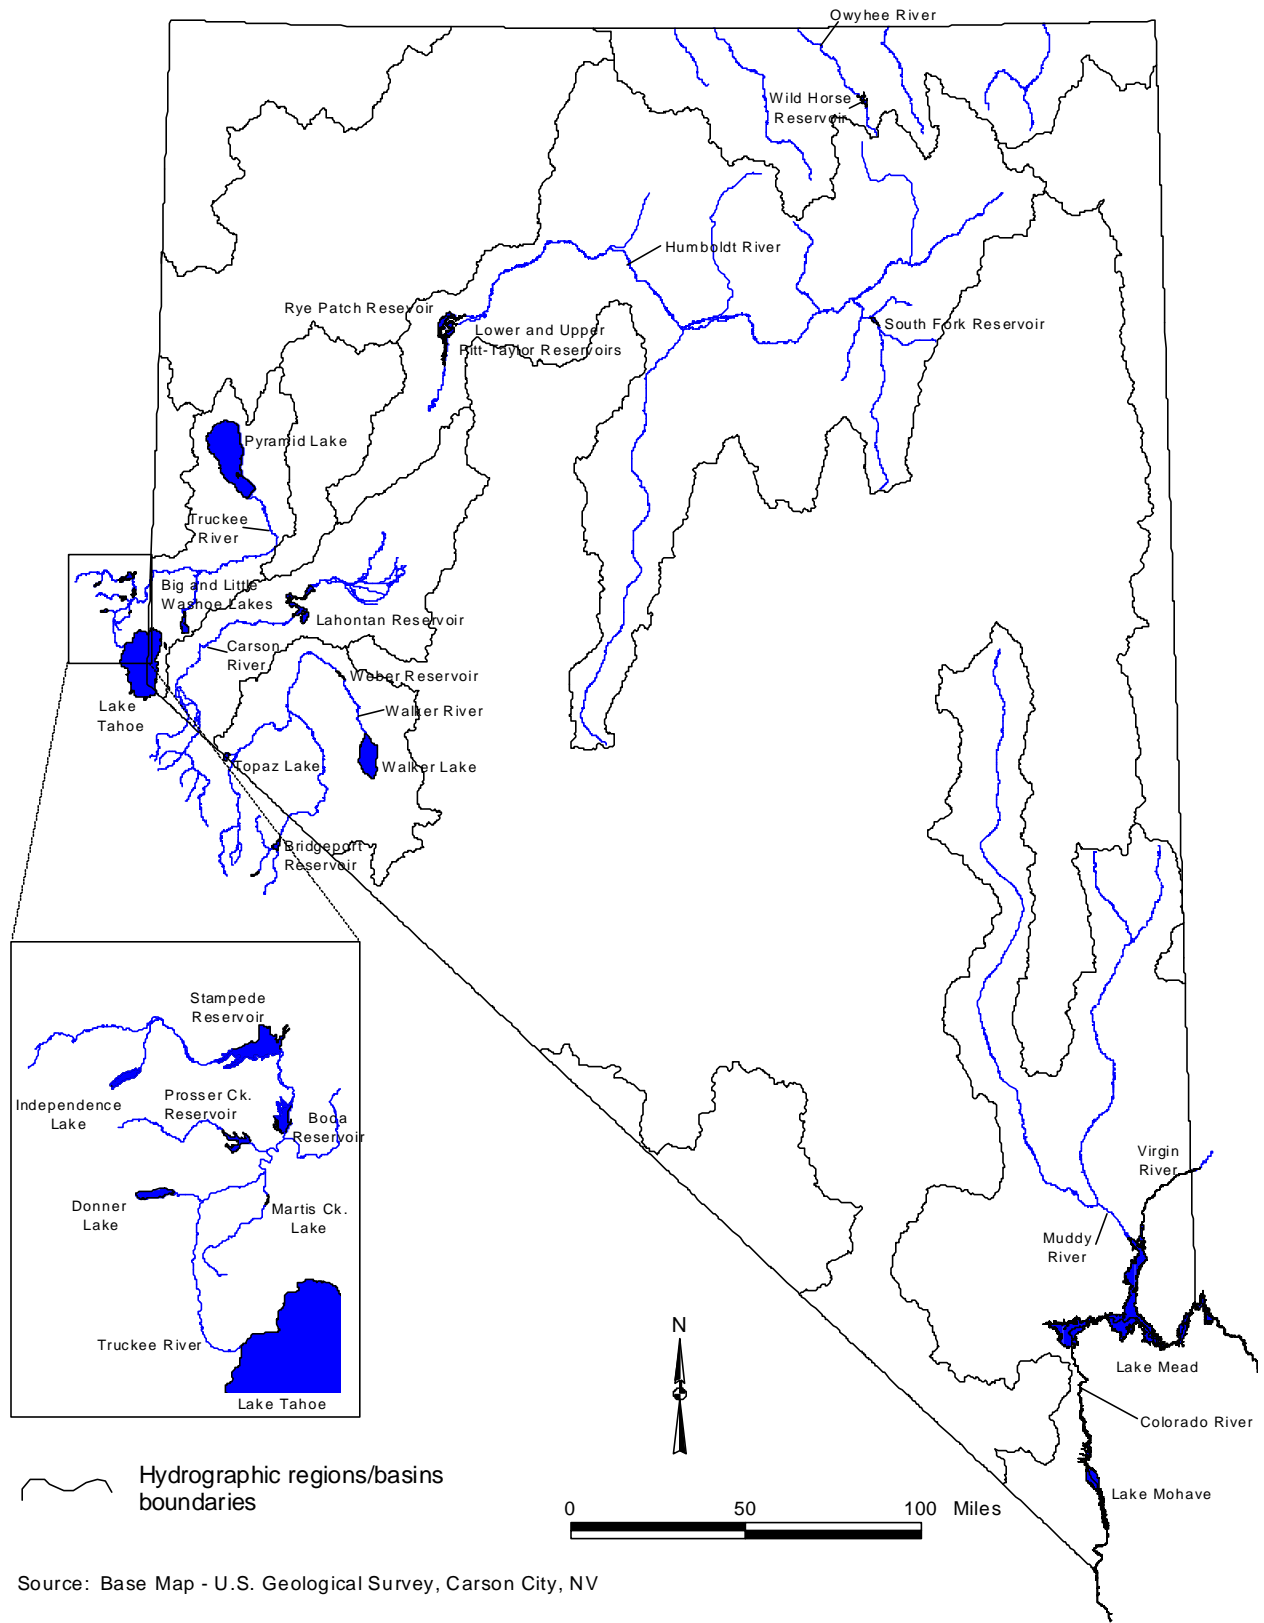 Owyhee River
Wild Horse
Reservoir
Humboldt River
Rye Patch Reservoir
Lower and Upper
Pitt-Taylor Reservoirs
South Fork Reservoir
Pyramid Lake
Truckee
River
Big and Little
Washoe Lakes
Lahontan Reservoir
Carson
River
Weber Reservoir
Lake
Tahoe
Walker River
Topaz Lake
Walker Lake
Bridgeport
Reservoir
Stampede
Reservoir
Independence
Lake
Prosser Ck.
Reservoir
Boca
Reservoir
Donner
Lake
Martis Ck.
Lake
Truckee River
Lake Tahoe
Virgin
River
Muddy
River
N
Lake Mead
Colorado River
Lake Mohave
Hydrographic regions/basins
boundaries
0 50 100 Miles
Source: Base Map - U.S. Geological Survey, Carson City, NV